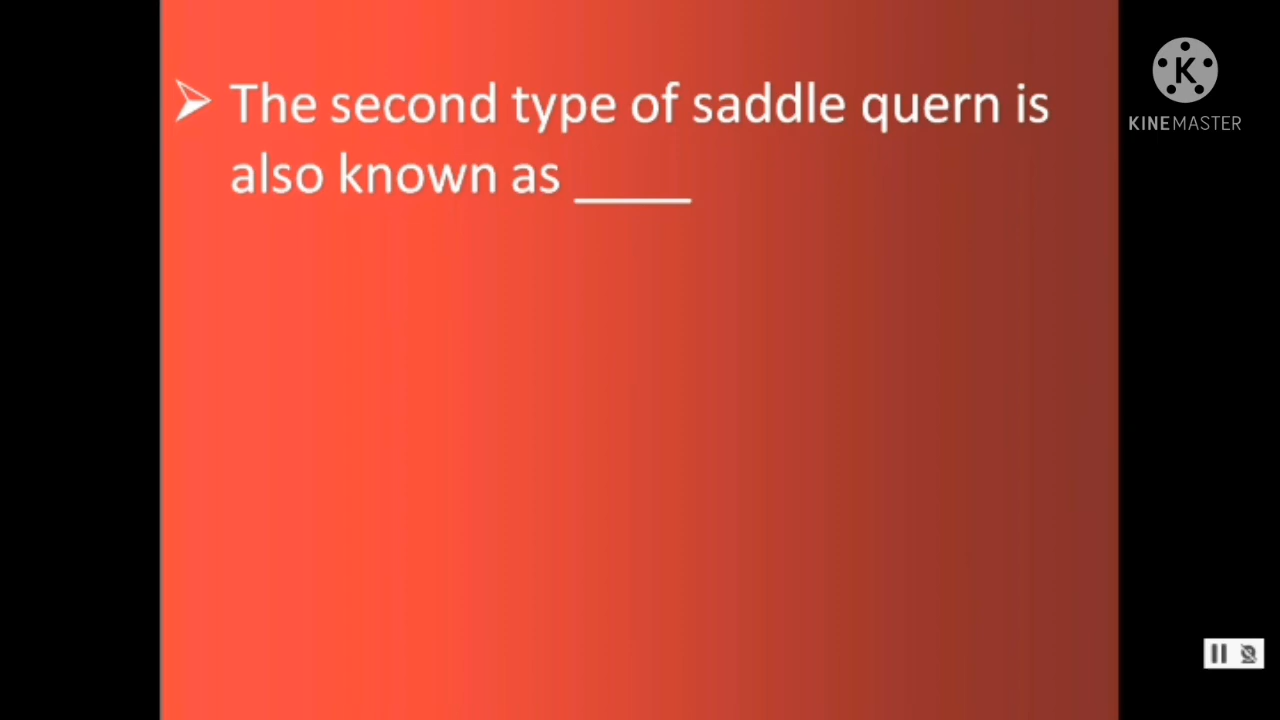 The second type of saddle quern is
also known as _____
K
KINEMASTER